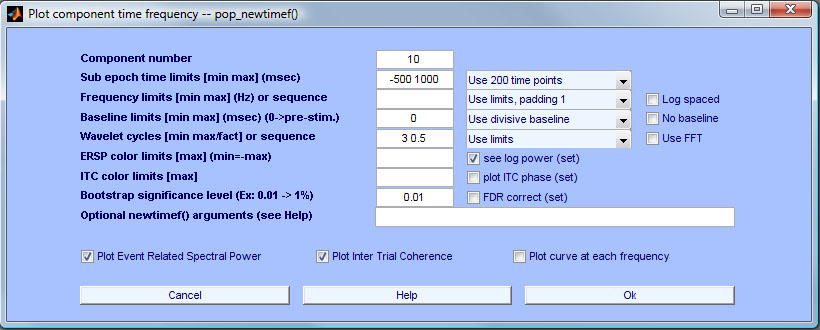 Plot component time frequency -- pop_newtimef()
Component number 10
Sub epoch time limits [min max] (msec) -500 1000 Use 200 time points
Frequency limits [min max] (Hz) or sequence Use limits, padding 1 Log spaced
Baseline limits [min max] (msec) (0->pre-stim.) 0 Use divisive baseline No baseline
Wavelet cycles [min max/fact] or sequence 3 0.5 Use limits Use FFT
ERSP color limits [max] (min=-max) see log power (set)
ITC color limits [max] plot ITC phase (set)
Bootstrap significance level (Ex: 0.01 -> 1%) 0.01 FDR correct (set)
Optional newtimef() arguments (see Help)
Plot Event Related Spectral Power Plot Inter Trial Coherence Plot curve at each frequency
Cancel Help Ok